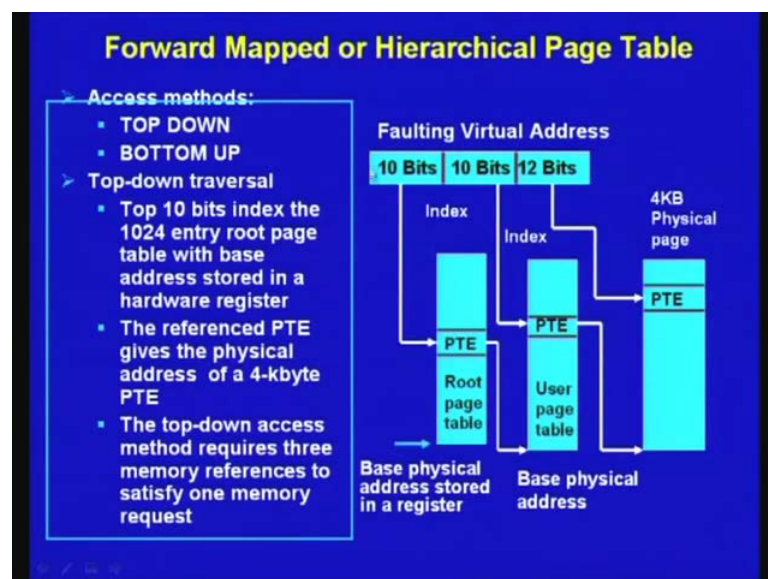 Forward Mapped or Hierarchical Page Table
Access methods:
TOP DOWN
BOTTOM UP
Top-down traversal
Top 10 bits index the
1024 entry root page
table with base
address stored in a
hardware register
The referenced PTE
gives the physical
address of a 4-kbyte
PTE
The top-down access
method requires three
memory references to
satisfy one memory
request
Faulting Virtual Address
10 Bits 10 Bits 12 Bits
Index
Index
4KB
Physical
page
PTE
Root
page
table
PTE
User
page
table
PTE
Base physical
address stored
in a register
Base physical
address